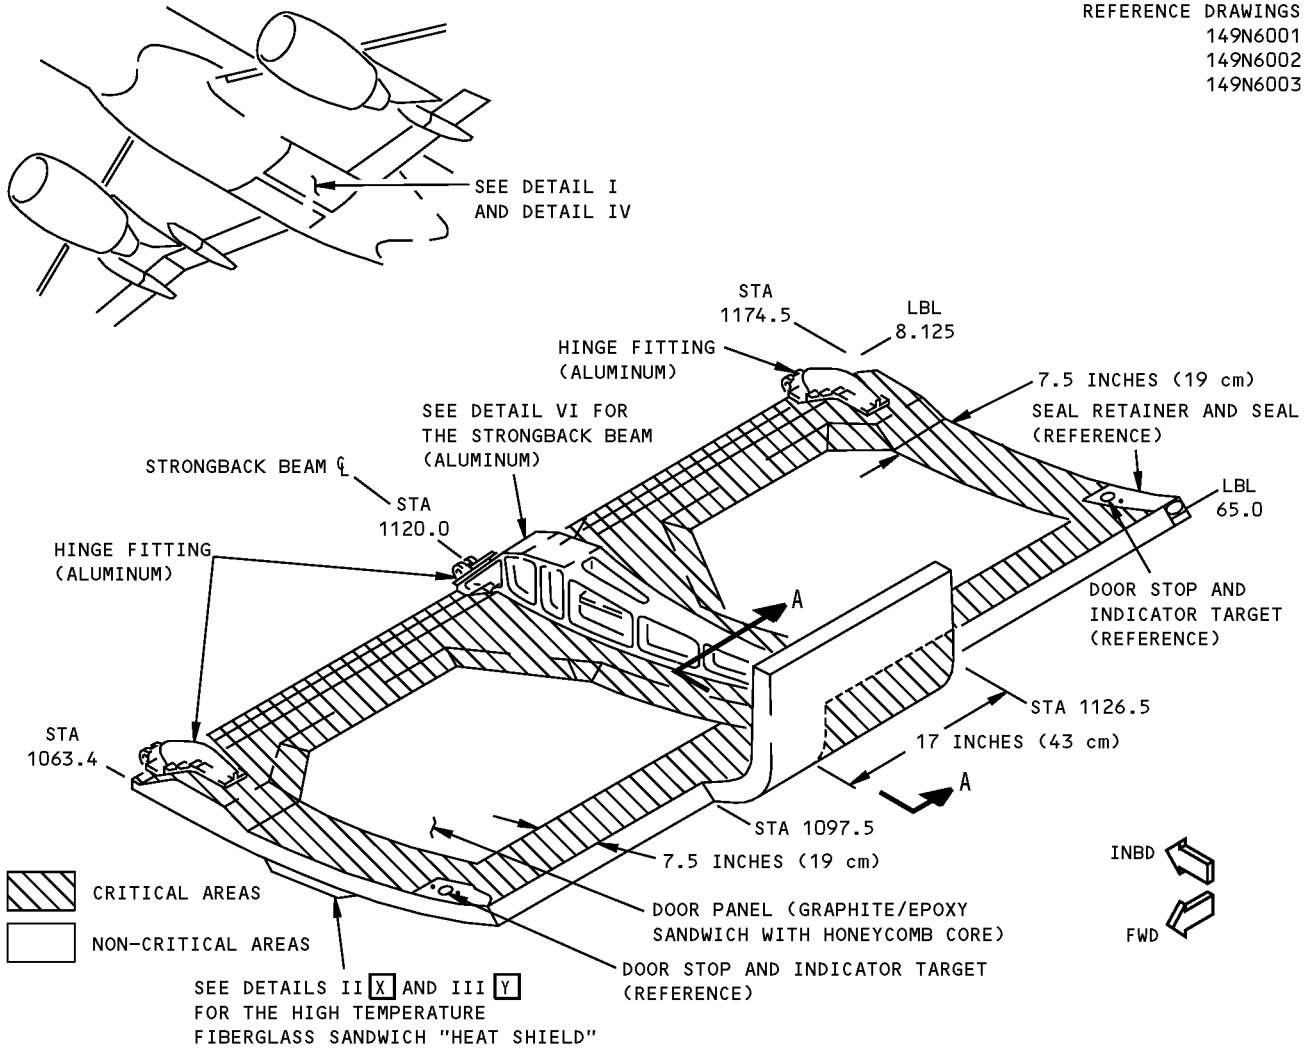 REFERENCE DRAWINGS
149N6001
149N6002
149N6003
SEE DETAIL I
AND DETAIL IV
STA
1174.5
LBL
8.125
HINGE FITTING
(ALUMINUM)
7.5 INCHES (19 cm)
SEAL RETAINER AND SEAL
(REFERENCE)
SEE DETAIL VI FOR
THE STRONGBACK BEAM
(ALUMINUM)
STRONGBACK BEAM ℄
STA
1120.0
LBL
65.0
HINGE FITTING
(ALUMINUM)
DOOR STOP AND
INDICATOR TARGET
(REFERENCE)
A
STA 1126.5
17 INCHES (43 cm)
STA
1063.4
A
STA 1097.5
7.5 INCHES (19 cm)
INBD
FWD
CRITICAL AREAS
NON-CRITICAL AREAS
DOOR PANEL (GRAPHITE/EPOXY
SANDWICH WITH HONEYCOMB CORE)
DOOR STOP AND INDICATOR TARGET
(REFERENCE)
SEE DETAILS II X AND III Y
FOR THE HIGH TEMPERATURE
FIBERGLASS SANDWICH "HEAT SHIELD"